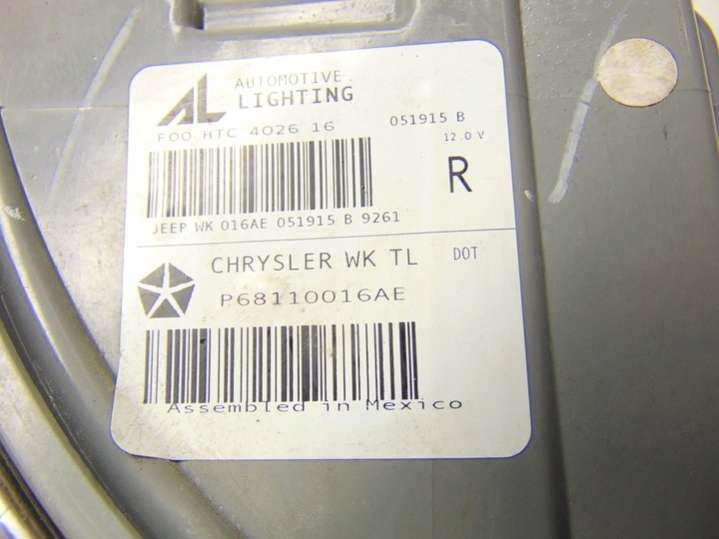 AL AUTOMOTIVE
LIGHTING
F00 HTC 4026 16 051915 B
12.0 V
R
JEEP WK 016AE 051915 B 9261
CHRYSLER WK TL DOT
P68110016AE
Assembled in Mexico